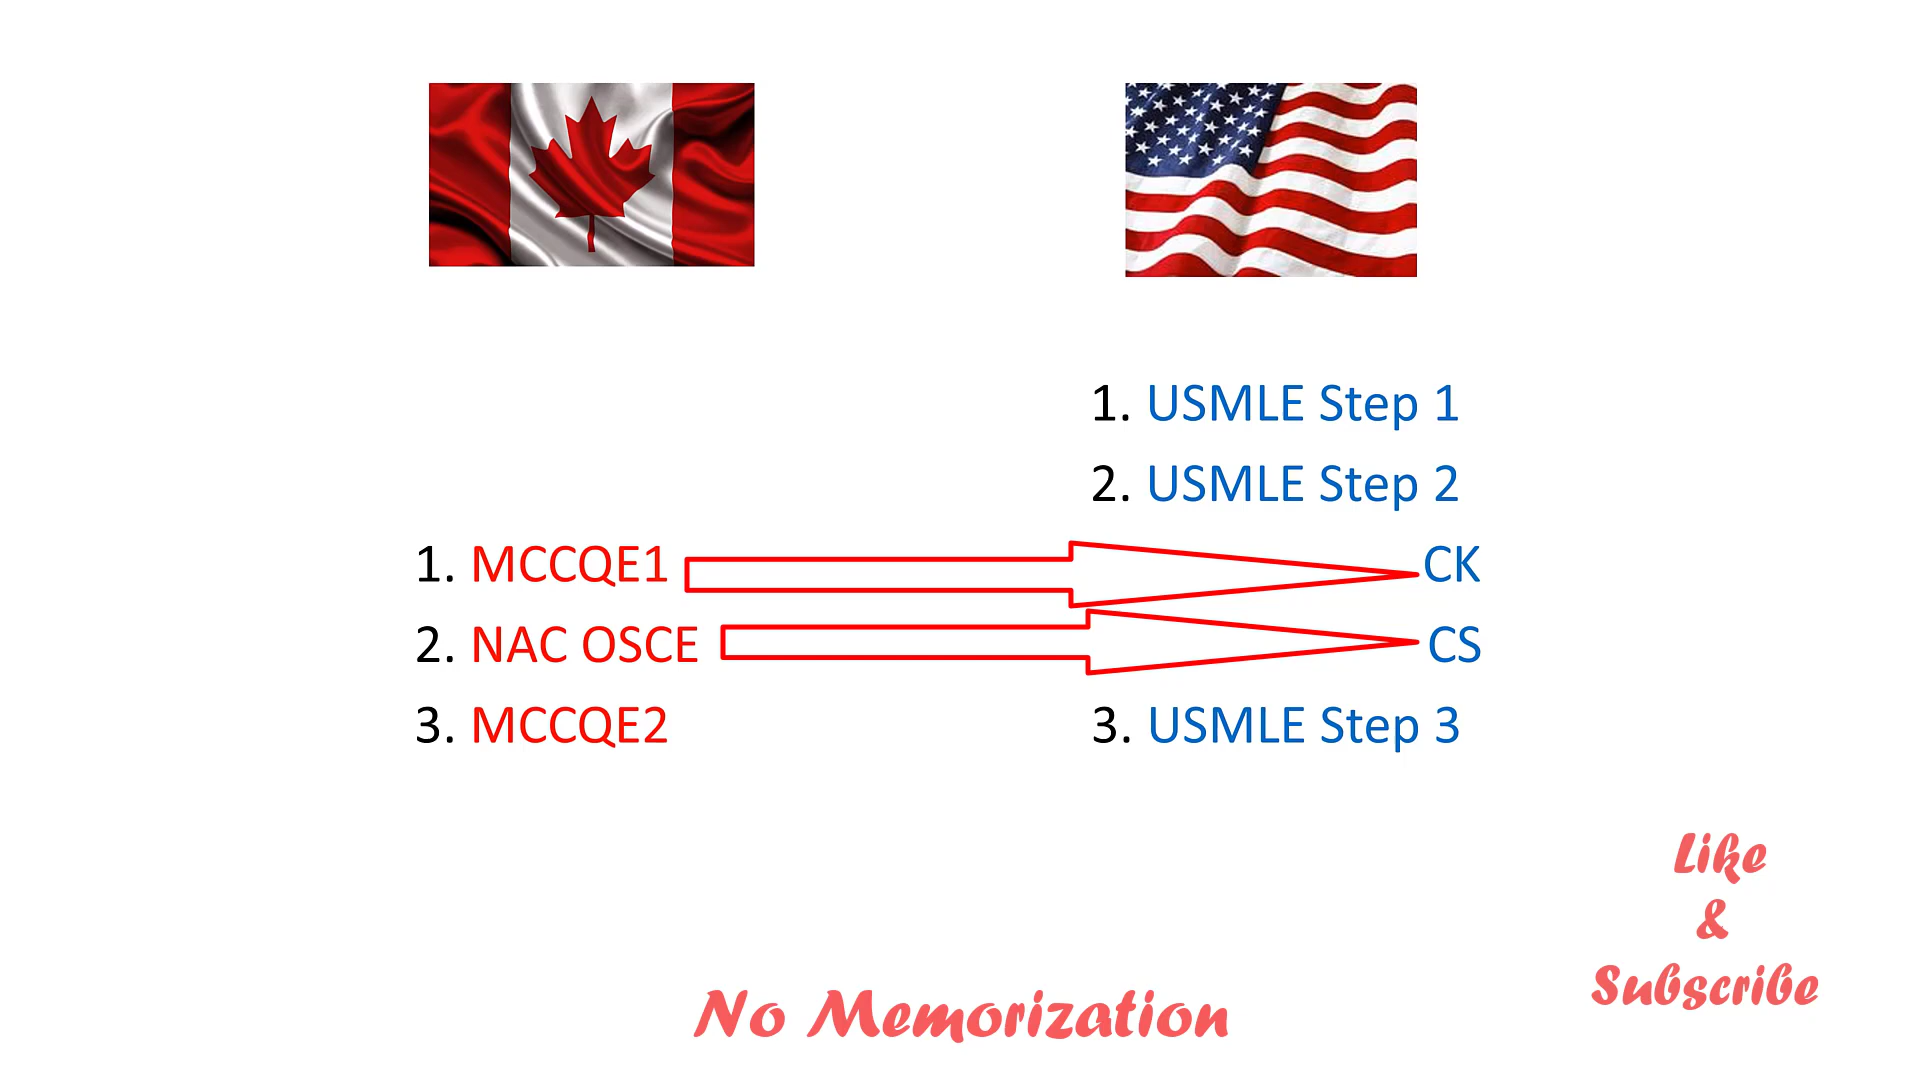 1. USMLE Step 1
2. USMLE Step 2
1. MCCQE1 CK
2. NAC OSCE CS
3. MCCQE2 3. USMLE Step 3
Like
&
Subscribe
No Memorization